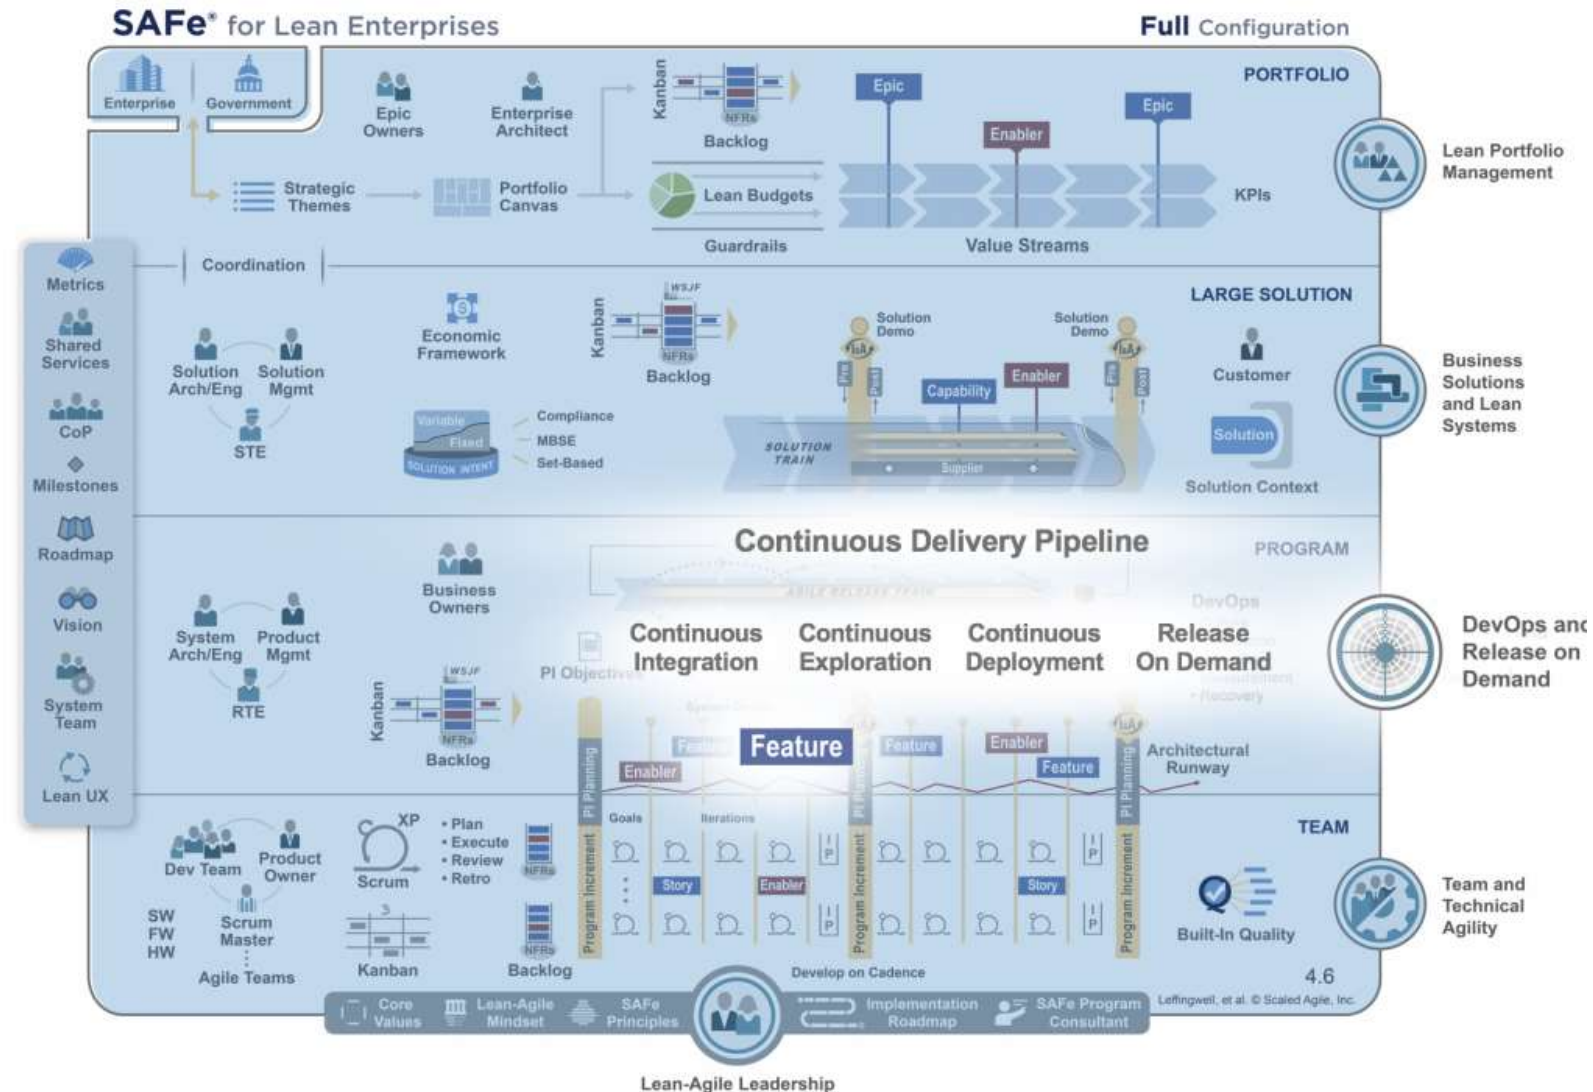 SAFe® for Lean Enterprises
Full Configuration
Enterprise
Government
Epic
Owners
Enterprise
Architect
Kanban
NFRs
Backlog
Epic
Enabler
Epic
PORTFOLIO
Lean Portfolio
Management
Strategic
Themes
Portfolio
Canvas
Lean Budgets
Guardrails
Value Streams
KPIs
Metrics
Shared
Services
CoP
Milestones
Roadmap
Vision
System
Team
Lean UX
Coordination
LARGE SOLUTION
Solution
Arch/Eng
Solution
Mgmt
STE
Economic
Framework
Kanban
WSJF
NFRs
Backlog
Variable
Fixed
SOLUTION INTENT
Compliance
MBSE
Set-Based
Solution
Demo
Solution
Demo
I&A
I&A
Pre
Post
Pre
Post
Capability
Enabler
SOLUTION
TRAIN
Supplier
Customer
Solution
Solution Context
Business
Solutions
and Lean
Systems
Continuous Delivery Pipeline
PROGRAM
AGILE RELEASE TRAIN
DevOps
Business
Owners
System
Arch/Eng
Product
Mgmt
RTE
PI Objectives
Continuous
Integration
Continuous
Exploration
Continuous
Deployment
Release
On Demand
• Recovery
DevOps and
Release on
Demand
Kanban
WSJF
NFRs
Backlog
Enabler
Feature
Feature
Enabler
Feature
I&A
Architectural
Runway
PI Planning
PI Planning
TEAM
Dev Team
Product
Owner
Scrum
Master
Agile Teams
SW
FW
HW
XP
Scrum
• Plan
• Execute
• Review
• Retro
3
Kanban
NFRs
NFRs
Backlog
Goals
Iterations
Program Increment
Story
Enabler
I
P
I
P
Program Increment
Story
I
P
I
P
Program Increment
Develop on Cadence
Built-In Quality
Team and
Technical
Agility
4.6
Leffingwell, et al. © Scaled Agile, Inc.
Core
Values
Lean-Agile
Mindset
SAFe
Principles
Implementation
Roadmap
SAFe Program
Consultant
Lean-Agile Leadership